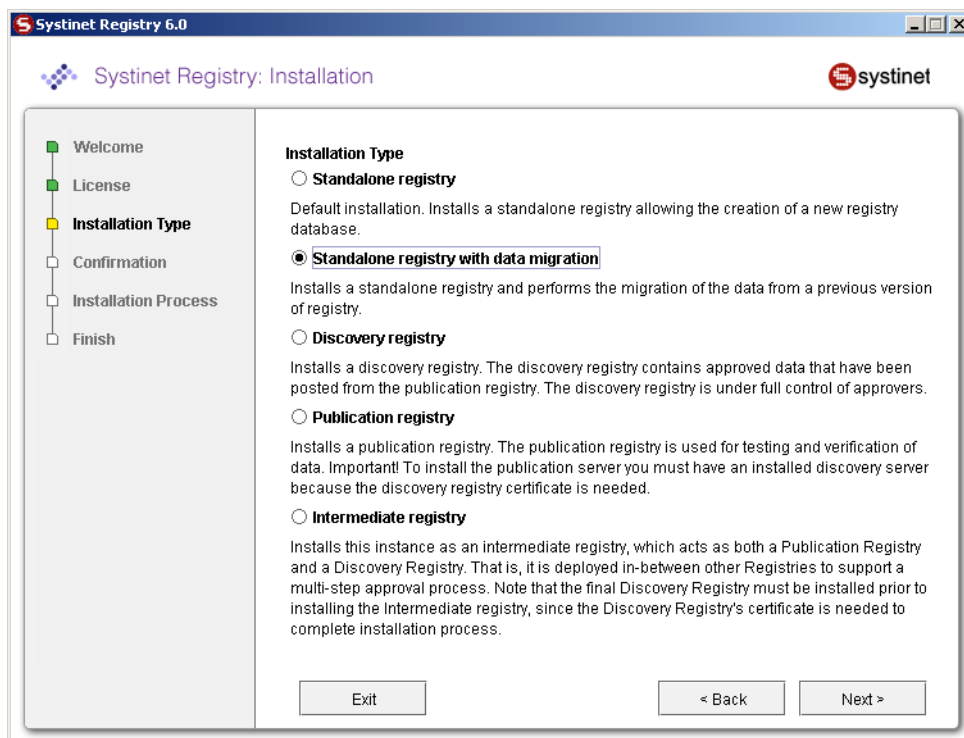 Systinet Registry 6.0
Systinet Registry: Installation
systinet
Welcome
License
Installation Type
Confirmation
Installation Process
Finish
Installation Type
Standalone registry
Default installation. Installs a standalone registry allowing the creation of a new registry
database.
Standalone registry with data migration
Installs a standalone registry and performs the migration of the data from a previous version
of registry.
Discovery registry
Installs a discovery registry. The discovery registry contains approved data that have been
posted from the publication registry. The discovery registry is under full control of approvers.
Publication registry
Installs a publication registry. The publication registry is used for testing and verification of
data. Important! To install the publication server you must have an installed discovery server
because the discovery registry certificate is needed.
Intermediate registry
Installs this instance as an intermediate registry, which acts as both a Publication Registry
and a Discovery Registry. That is, it is deployed in-between other Registries to support a
multi-step approval process. Note that the final Discovery Registry must be installed prior to
installing the Intermediate registry, since the Discovery Registry's certificate is needed to
complete installation process.
Exit
< Back
Next >